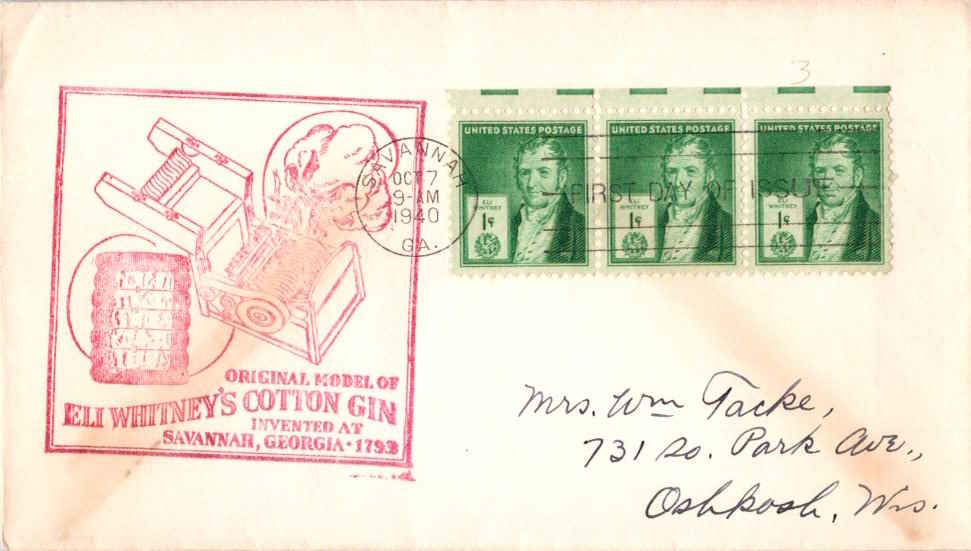 3
UNITED STATES POSTAGE
ELI
WHITNEY
1¢
UNITED STATES POSTAGE
ELI
WHITNEY
1¢
UNITED STATES POSTAGE
ELI
WHITNEY
1¢
SAVANNAH
OCT 7
9-AM
1940
GA.
FIRST DAY OF ISSUE
ORIGINAL MODEL OF
ELI WHITNEY'S COTTON GIN
INVENTED AT
SAVANNAH, GEORGIA · 1793
Mrs. Wm Tacke,
731 So. Park Ave.,
Oshkosh, Wis.